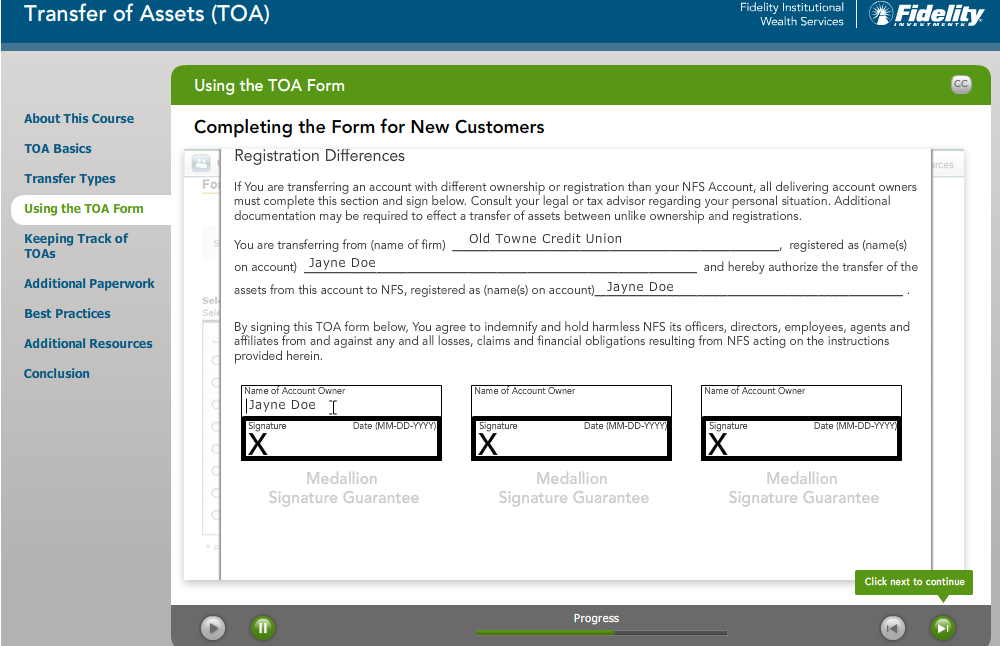 Transfer of Assets (TOA)
Fidelity Institutional
Wealth Services
Fidelity
INVESTMENTS
Using the TOA Form
CC
About This Course
TOA Basics
Transfer Types
Using the TOA Form
Keeping Track of
TOAs
Additional Paperwork
Best Practices
Additional Resources
Conclusion
Completing the Form for New Customers
Registration Differences
If You are transferring an account with different ownership or registration than your NFS Account, all delivering account owners
must complete this section and sign below. Consult your legal or tax advisor regarding your personal situation. Additional
documentation may be required to effect a transfer of assets between unlike ownership and registrations.
You are transferring from (name of firm) Old Towne Credit Union, registered as (name(s)
on account) Jayne Doe and hereby authorize the transfer of the
assets from this account to NFS, registered as (name(s) on account) Jayne Doe.
By signing this TOA form below, You agree to indemnify and hold harmless NFS its officers, directors, employees, agents and
affiliates from and against any and all losses, claims and financial obligations resulting from NFS acting on the instructions
provided herein.
Name of Account Owner Name of Account Owner Name of Account Owner
Jayne Doe
Signature Date (MM-DD-YYYY) Signature Date (MM-DD-YYYY) Signature Date (MM-DD-YYYY)
X X X
Medallion Medallion Medallion
Signature Guarantee Signature Guarantee Signature Guarantee
Click next to continue
Progress